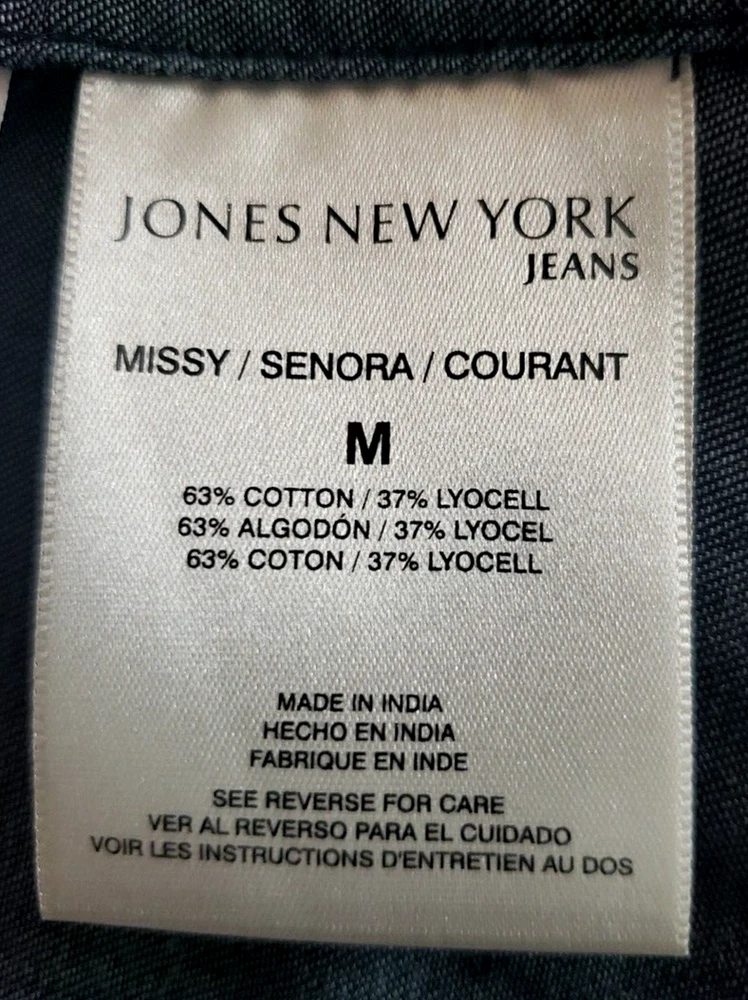 JONES NEW YORK
JEANS
MISSY / SENORA / COURANT
M
63% COTTON / 37% LYOCELL
63% ALGODÓN / 37% LYOCEL
63% COTON / 37% LYOCELL
MADE IN INDIA
HECHO EN INDIA
FABRIQUE EN INDE
SEE REVERSE FOR CARE
VER AL REVERSO PARA EL CUIDADO
VOIR LES INSTRUCTIONS D'ENTRETIEN AU DOS